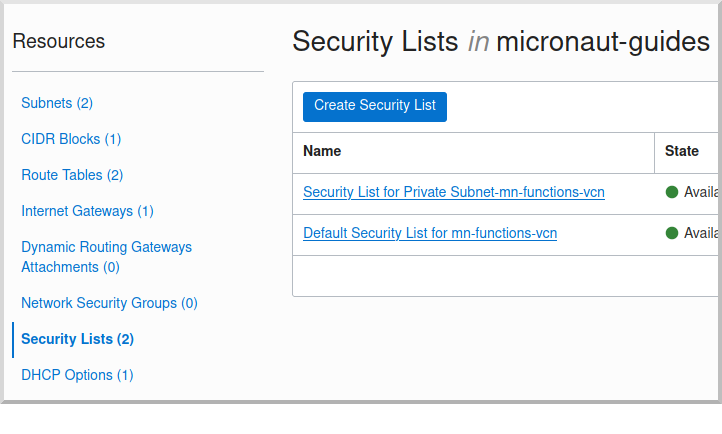 Resources
Subnets (2)
CIDR Blocks (1)
Route Tables (2)
Internet Gateways (1)
Dynamic Routing Gateways
Attachments (0)
Network Security Groups (0)
Security Lists (2)
DHCP Options (1)
Security Lists in micronaut-guides
Create Security List
Name State
Security List for Private Subnet-mn-functions-vcn Availa
Default Security List for mn-functions-vcn Availa